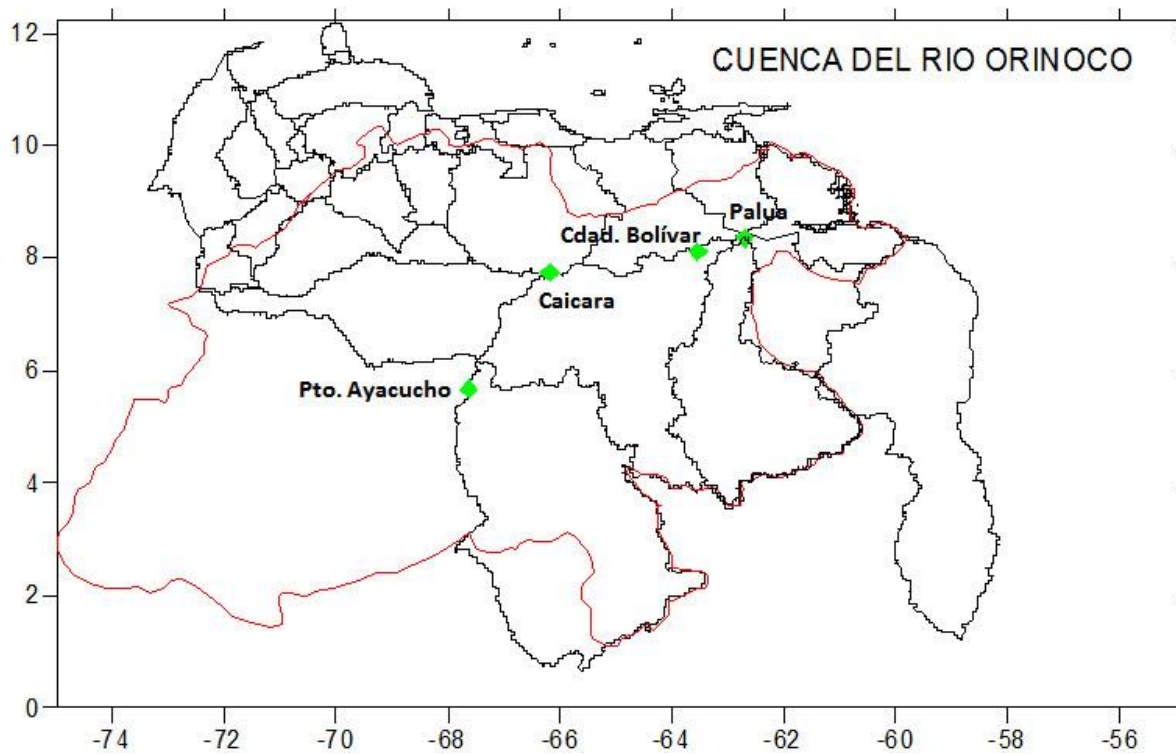 CUENCA DEL RIO ORINOCO
12
10
8
6
4
2
0
Palua
Cdad. Bolívar
Caicara
Pto. Ayacucho
-74 -72 -70 -68 -66 -64 -62 -60 -58 -56